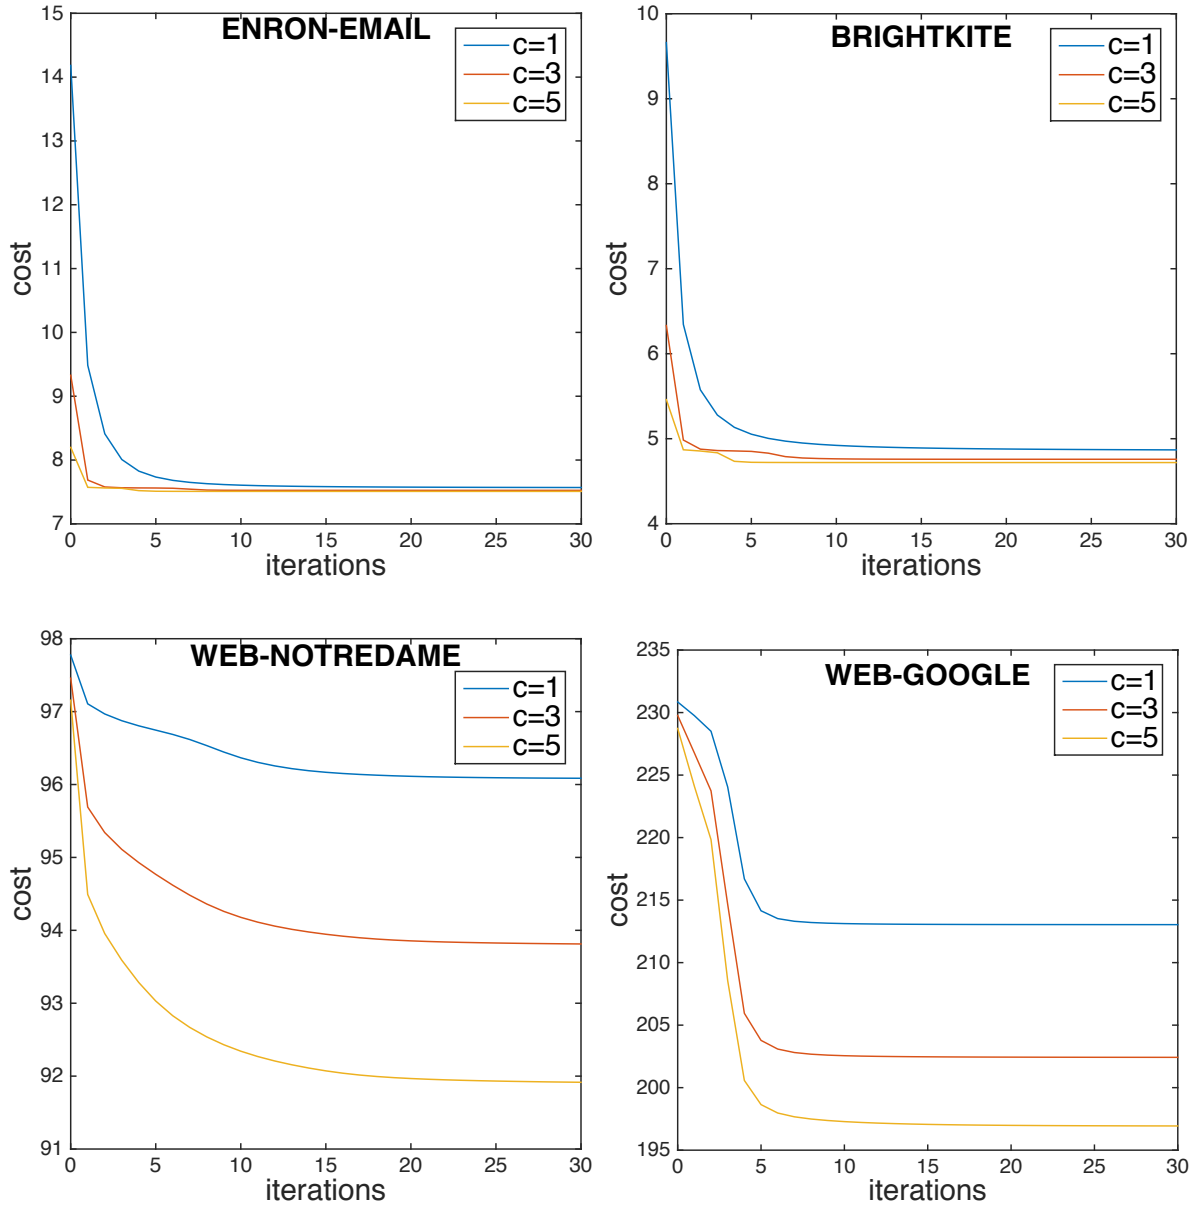 ENRON-EMAIL
c=1
c=3
c=5
15
14
13
12
11
10
9
8
7
cost
0 5 10 15 20 25 30
iterations
BRIGHTKITE
c=1
c=3
c=5
10
9
8
7
6
5
4
cost
0 5 10 15 20 25 30
iterations
WEB-NOTREDAME
c=1
c=3
c=5
98
97
96
95
94
93
92
91
cost
0 5 10 15 20 25 30
iterations
WEB-GOOGLE
c=1
c=3
c=5
235
230
225
220
215
210
205
200
195
cost
0 5 10 15 20 25 30
iterations